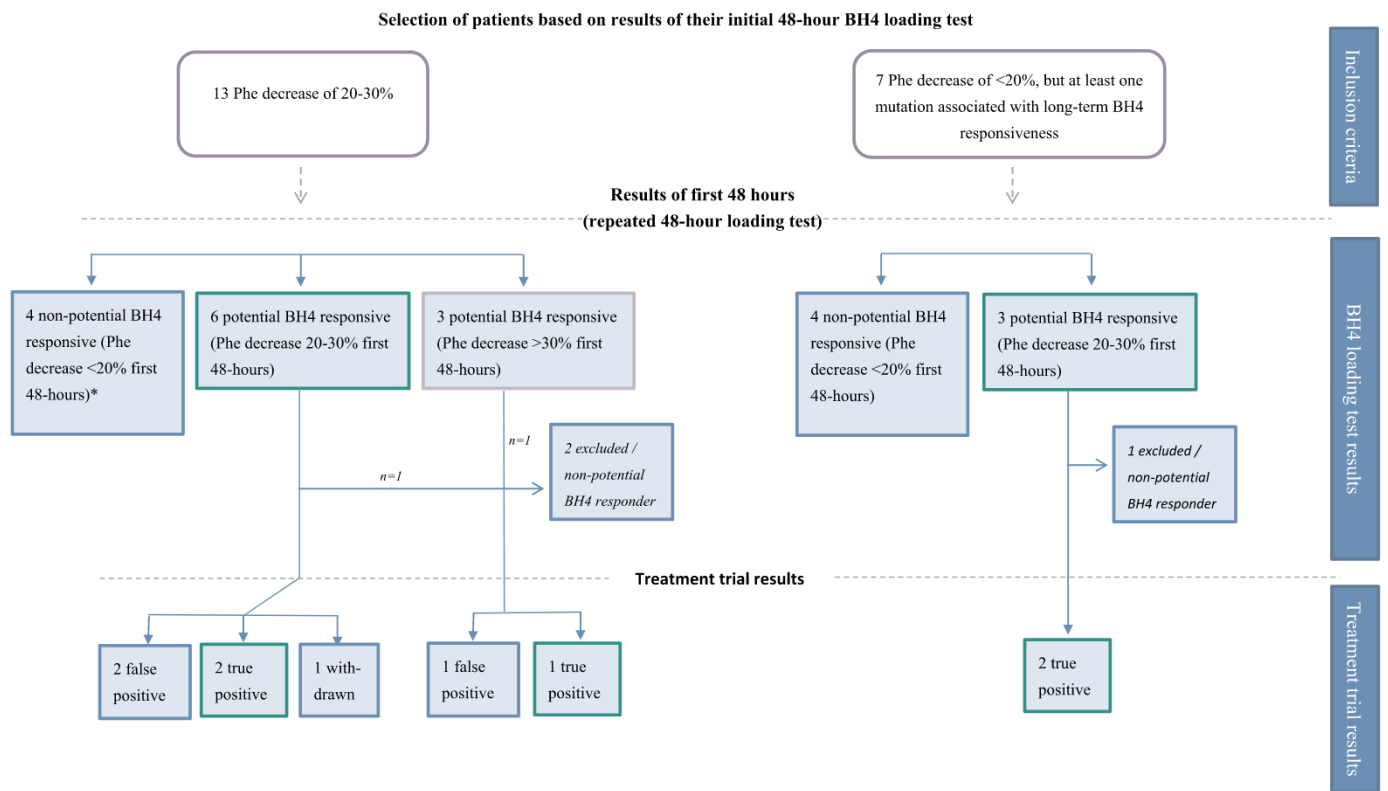 Selection of patients based on results of their initial 48-hour BH4 loading test
13 Phe decrease of 20-30%
7 Phe decrease of <20%, but at least one
mutation associated with long-term BH4
responsiveness
Inclusion criteria
Results of first 48 hours
(repeated 48-hour loading test)
4 non-potential BH4
responsive (Phe
decrease <20% first
48-hours)*
6 potential BH4 responsive
(Phe decrease 20-30% first
48-hours)
3 potential BH4 responsive
(Phe decrease >30% first
48-hours)
4 non-potential BH4
responsive (Phe
decrease <20% first
48-hours)
3 potential BH4 responsive
(Phe decrease 20-30% first
48-hours)
BH4 loading test results
n=1
n=1
2 excluded /
non-potential
BH4 responder
1 excluded /
non-potential
BH4 responder
Treatment trial results
2 false
positive
2 true
positive
1 with-
drawn
1 false
positive
1 true
positive
2 true
positive
Treatment trial results